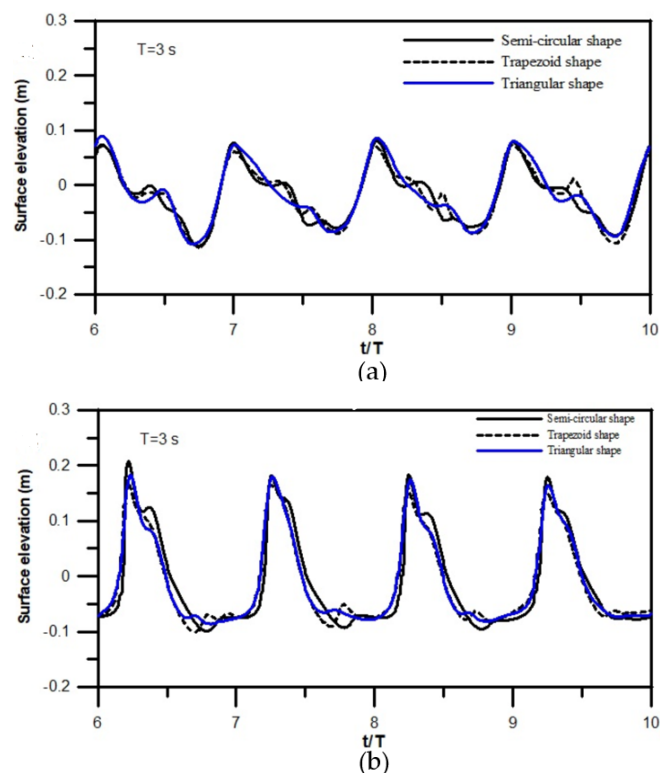 0.3
T=3 s
Semi-circular shape
Trapezoid shape
Triangular shape
0.2
0.1
0
-0.1
-0.2
Surface elevation (m)
6 7 8 9 10
t/T
(a)
0.3
T=3 s
Semi-circular shape
Trapezoid shape
Triangular shape
0.2
0.1
0
-0.1
-0.2
Surface elevation (m)
6 7 8 9 10
t/T
(b)